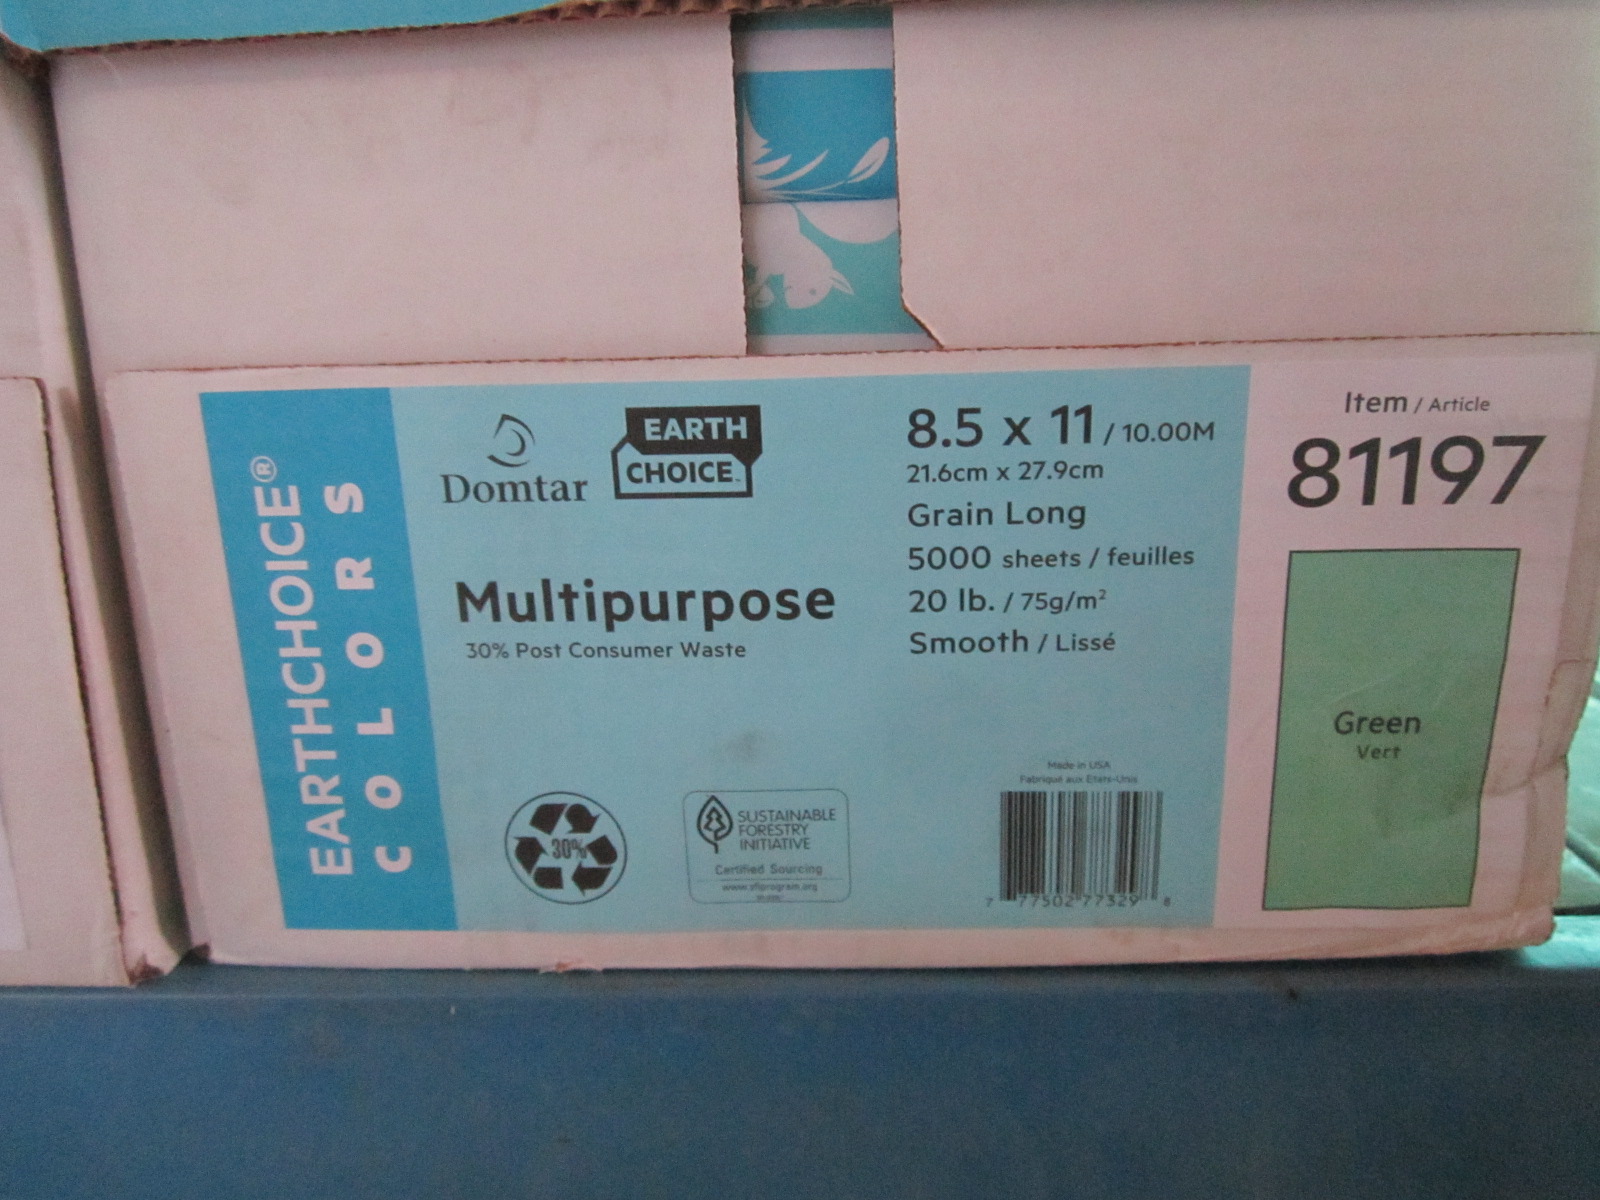 EARTHCHOICE®
COLORS
Domtar
EARTH
CHOICE™
Multipurpose
30% Post Consumer Waste
30%
SUSTAINABLE
FORESTRY
INITIATIVE
Certified Sourcing
www.sfiprogram.org
8.5 x 11 / 10.00M
21.6cm x 27.9cm
Grain Long
5000 sheets / feuilles
20 lb. / 75g/m²
Smooth / Lissé
Made in USA
Fabriqué aux États-Unis
7 77502 77329 8
Item / Article
81197
Green
Vert